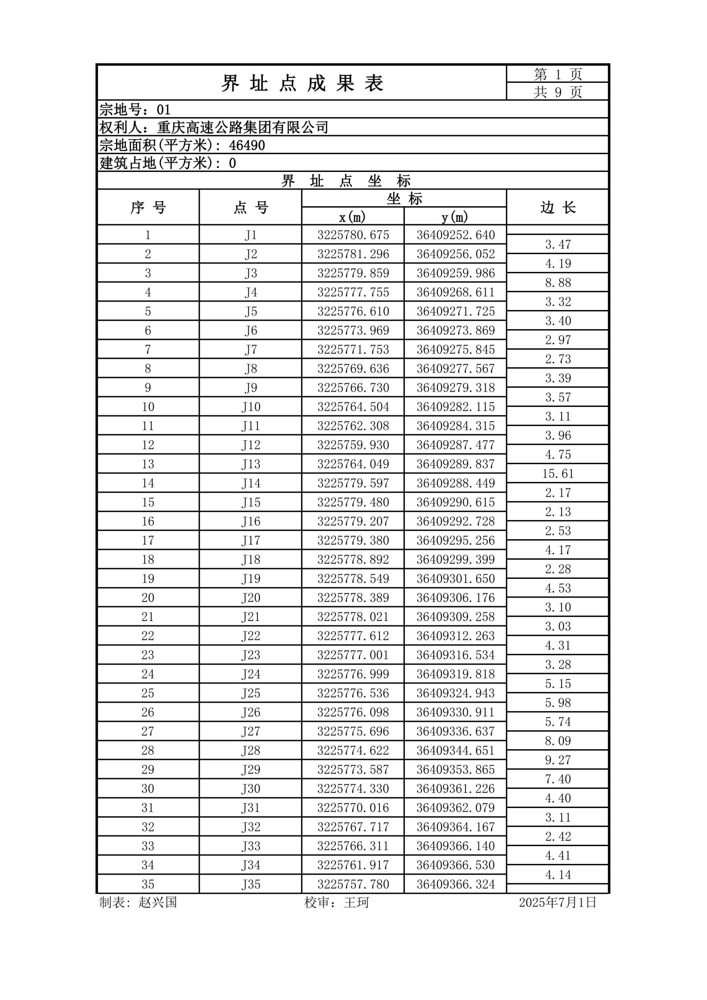 界 址 点 成 果 表
第 1 页
共 9 页
宗地号：01
权利人：重庆高速公路集团有限公司
宗地面积(平方米)：46490
建筑占地(平方米)：0
界 址 点 坐 标
序 号 点 号 坐 标 边 长
x(m) y(m)
1 J1 3225780.675 36409252.640
3.47
2 J2 3225781.296 36409256.052
4.19
3 J3 3225779.859 36409259.986
8.88
4 J4 3225777.755 36409268.611
3.32
5 J5 3225776.610 36409271.725
3.40
6 J6 3225773.969 36409273.869
2.97
7 J7 3225771.753 36409275.845
2.73
8 J8 3225769.636 36409277.567
3.39
9 J9 3225766.730 36409279.318
3.57
10 J10 3225764.504 36409282.115
3.11
11 J11 3225762.308 36409284.315
3.96
12 J12 3225759.930 36409287.477
4.75
13 J13 3225764.049 36409289.837
15.61
14 J14 3225779.597 36409288.449
2.17
15 J15 3225779.480 36409290.615
2.13
16 J16 3225779.207 36409292.728
2.53
17 J17 3225779.380 36409295.256
4.17
18 J18 3225778.892 36409299.399
2.28
19 J19 3225778.549 36409301.650
4.53
20 J20 3225778.389 36409306.176
3.10
21 J21 3225778.021 36409309.258
3.03
22 J22 3225777.612 36409312.263
4.31
23 J23 3225777.001 36409316.534
3.28
24 J24 3225776.999 36409319.818
5.15
25 J25 3225776.536 36409324.943
5.98
26 J26 3225776.098 36409330.911
5.74
27 J27 3225775.696 36409336.637
8.09
28 J28 3225774.622 36409344.651
9.27
29 J29 3225773.587 36409353.865
7.40
30 J30 3225774.330 36409361.226
4.40
31 J31 3225770.016 36409362.079
3.11
32 J32 3225767.717 36409364.167
2.42
33 J33 3225766.311 36409366.140
4.41
34 J34 3225761.917 36409366.530
4.14
35 J35 3225757.780 36409366.324
制表：赵兴国 校审：王珂 2025年7月1日